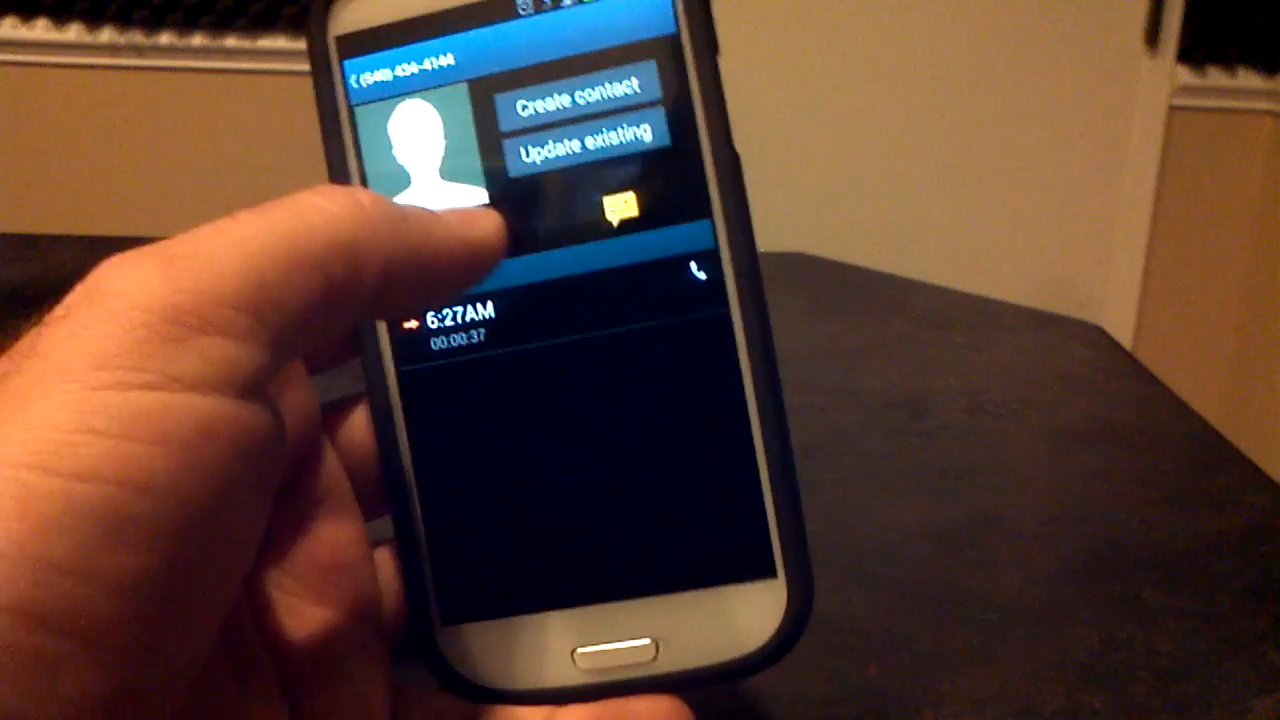 (540) 434-4144
Create contact
Update existing
6:27AM
00:00:37